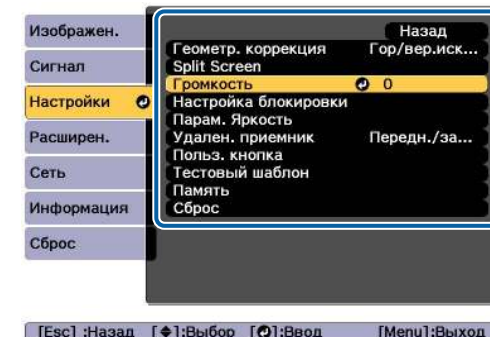 Изображен.
Сигнал
Настройки
Расширен.
Сеть
Информация
Сброс
Назад
Геометр. коррекция Гор/вер.иск...
Split Screen
Громкость 0
Настройка блокировки
Парам. Яркость
Удален. приемник Передн./за...
Польз. кнопка
Тестовый шаблон
Память
Сброс
[Esc] :Назад [♦]:Выбор [⏎]:Ввод [Menu]:Выход